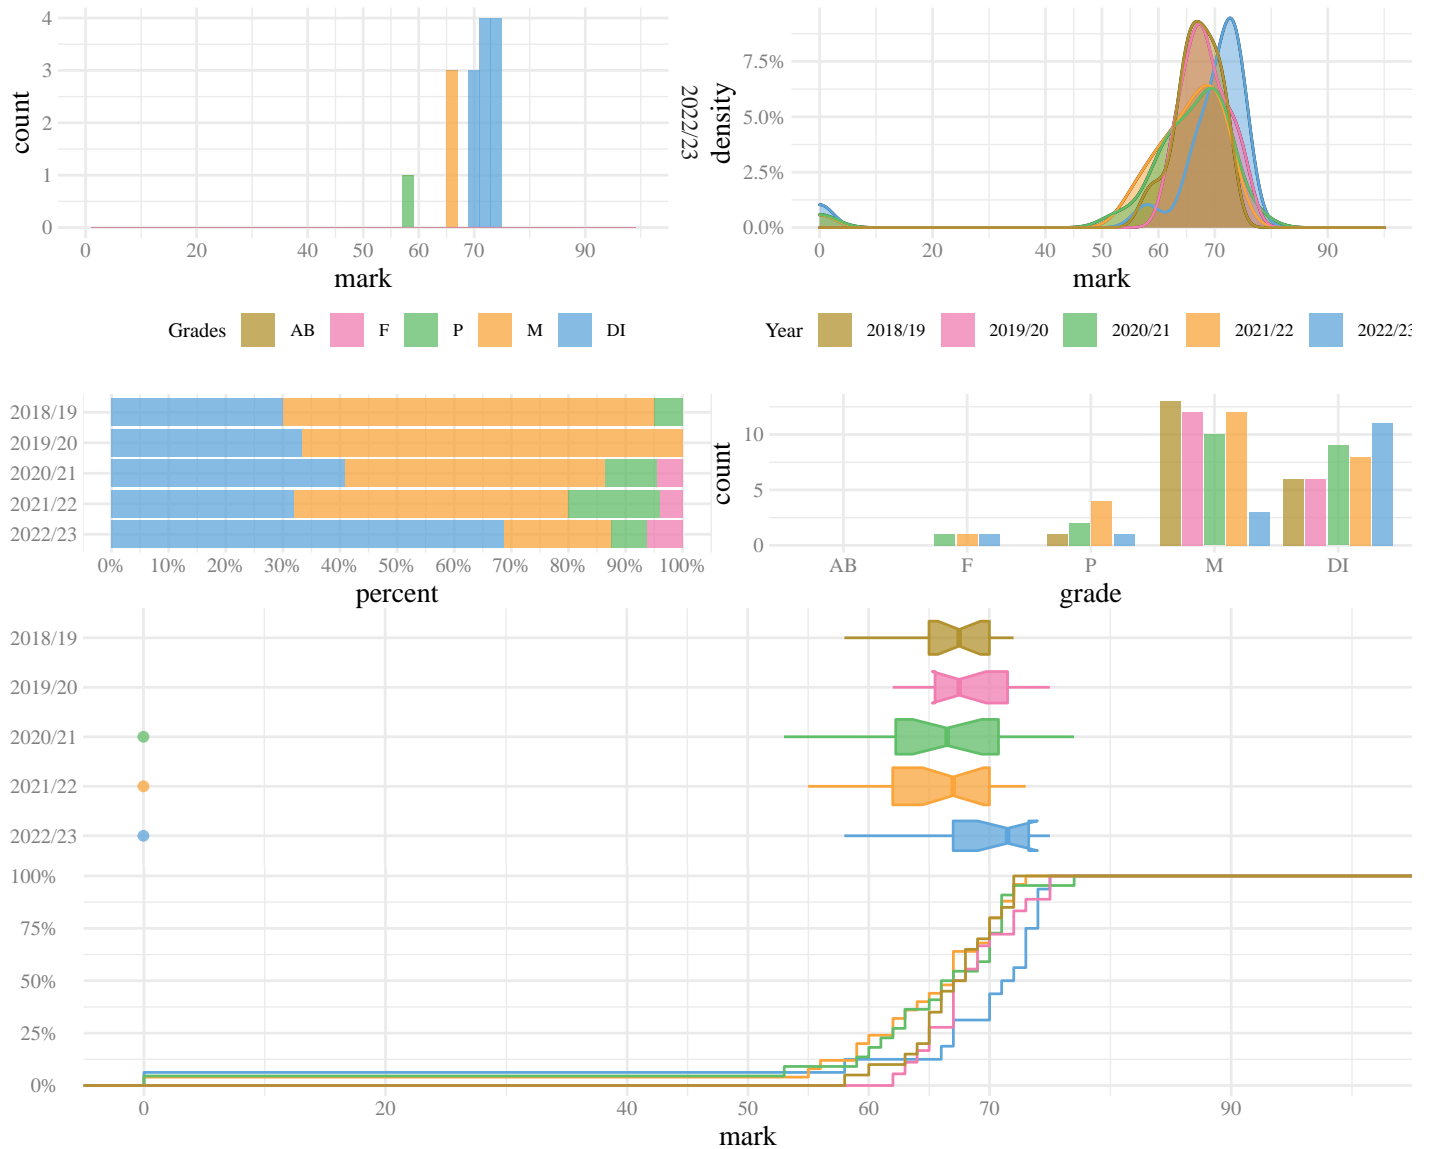 4
3
2
1
0
count
0 20 40 50 60 70 90
mark
2022/23
7.5%
5.0%
2.5%
0.0%
density
0 20 40 50 60 70 90
mark
Grades AB F P M DI
Year 2018/19 2019/20 2020/21 2021/22 2022/23
2018/19
2019/20
2020/21
2021/22
2022/23
0% 10% 20% 30% 40% 50% 60% 70% 80% 90% 100%
percent
10
5
0
count
AB F P M DI
grade
2018/19
2019/20
2020/21
2021/22
2022/23
100%
75%
50%
25%
0%
0 20 40 50 60 70 90
mark